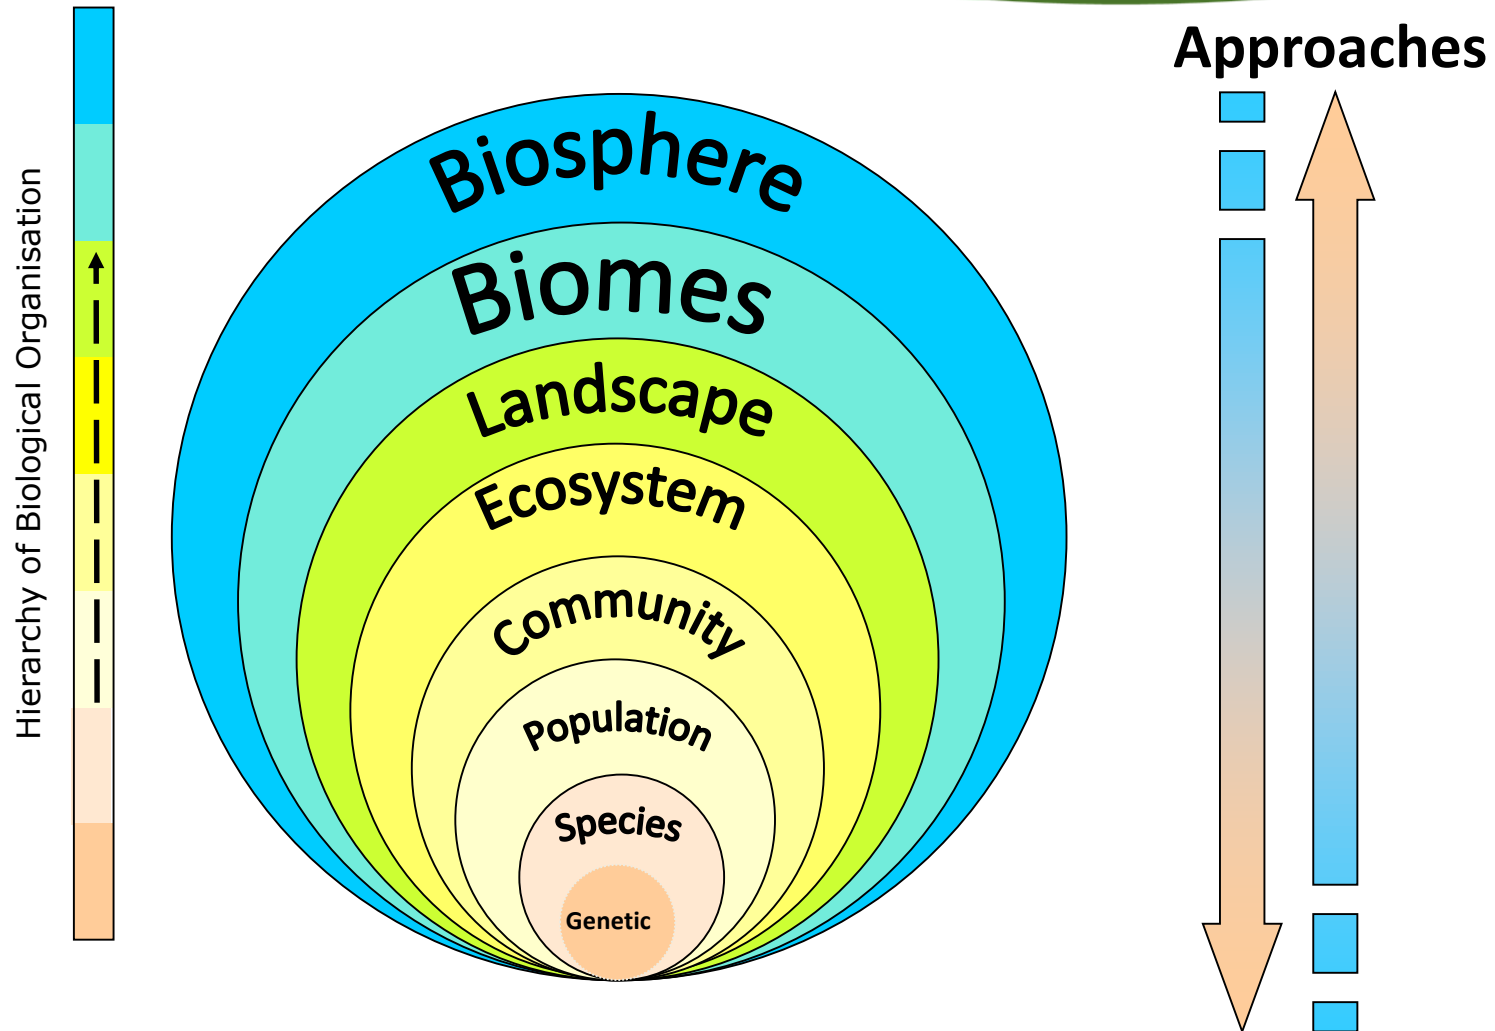 Approaches
Hierarchy of Biological Organisation
Biosphere
Biomes
Landscape
Ecosystem
Community
Population
Species
Genetic